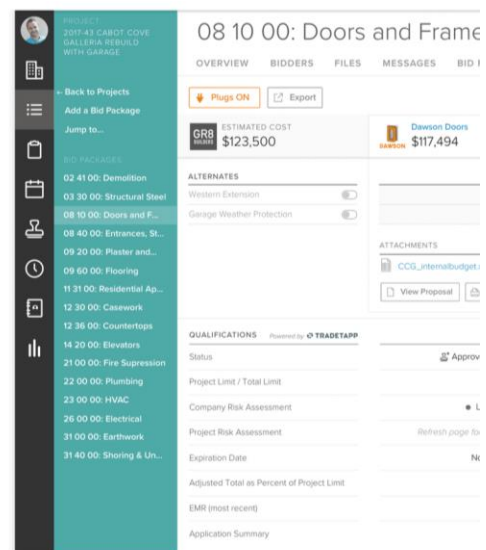 PROJECT
2017-43 CABOT COVE
GALLERIA REBUILD
WITH GARAGE
← Back to Projects
Add a Bid Package
Jump to...
BID PACKAGES
02 41 00: Demolition
03 30 00: Structural Steel
08 10 00: Doors and F...
08 40 00: Entrances, St...
09 20 00: Plaster and...
09 60 00: Flooring
11 31 00: Residential Ap...
12 30 00: Casework
12 36 00: Countertops
14 20 00: Elevators
21 00 00: Fire Supression
22 00 00: Plumbing
23 00 00: HVAC
26 00 00: Electrical
31 00 00: Earthwork
31 40 00: Shoring & Un...
08 10 00: Doors and Frame
OVERVIEW BIDDERS FILES MESSAGES BID
Plugs ON Export
GR8
BUILDERS
ESTIMATED COST
$123,500
DAWSON
Dawson Doors
$117,494
ALTERNATES
Western Extension
Garage Weather Protection
ATTACHMENTS
CCG_internalbudget.
View Proposal
QUALIFICATIONS Powered by TRADETAPP
Status Approv
Project Limit / Total Limit
Company Risk Assessment L
Project Risk Assessment Refresh page fo
Expiration Date No
Adjusted Total as Percent of Project Limit
EMR (most recent)
Application Summary